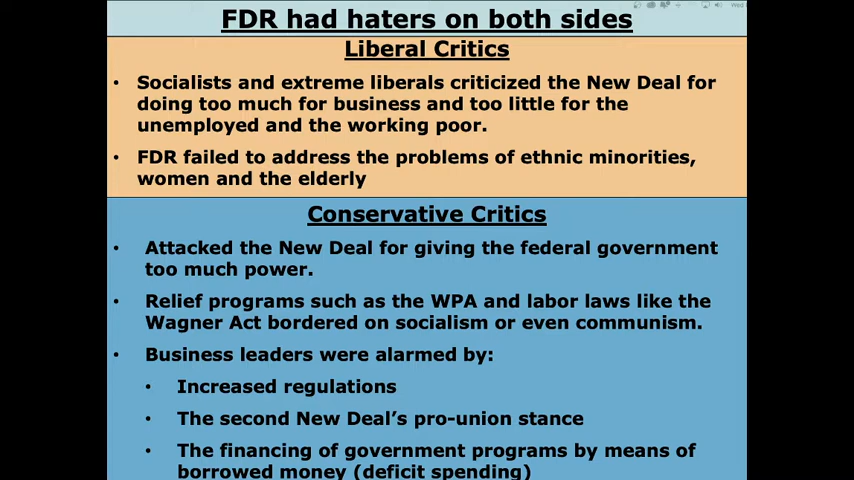 FDR had haters on both sides
Liberal Critics
• Socialists and extreme liberals criticized the New Deal for
doing too much for business and too little for the
unemployed and the working poor.
• FDR failed to address the problems of ethnic minorities,
women and the elderly
Conservative Critics
• Attacked the New Deal for giving the federal government
too much power.
• Relief programs such as the WPA and labor laws like the
Wagner Act bordered on socialism or even communism.
• Business leaders were alarmed by:
• Increased regulations
• The second New Deal's pro-union stance
• The financing of government programs by means of
borrowed money (deficit spending)